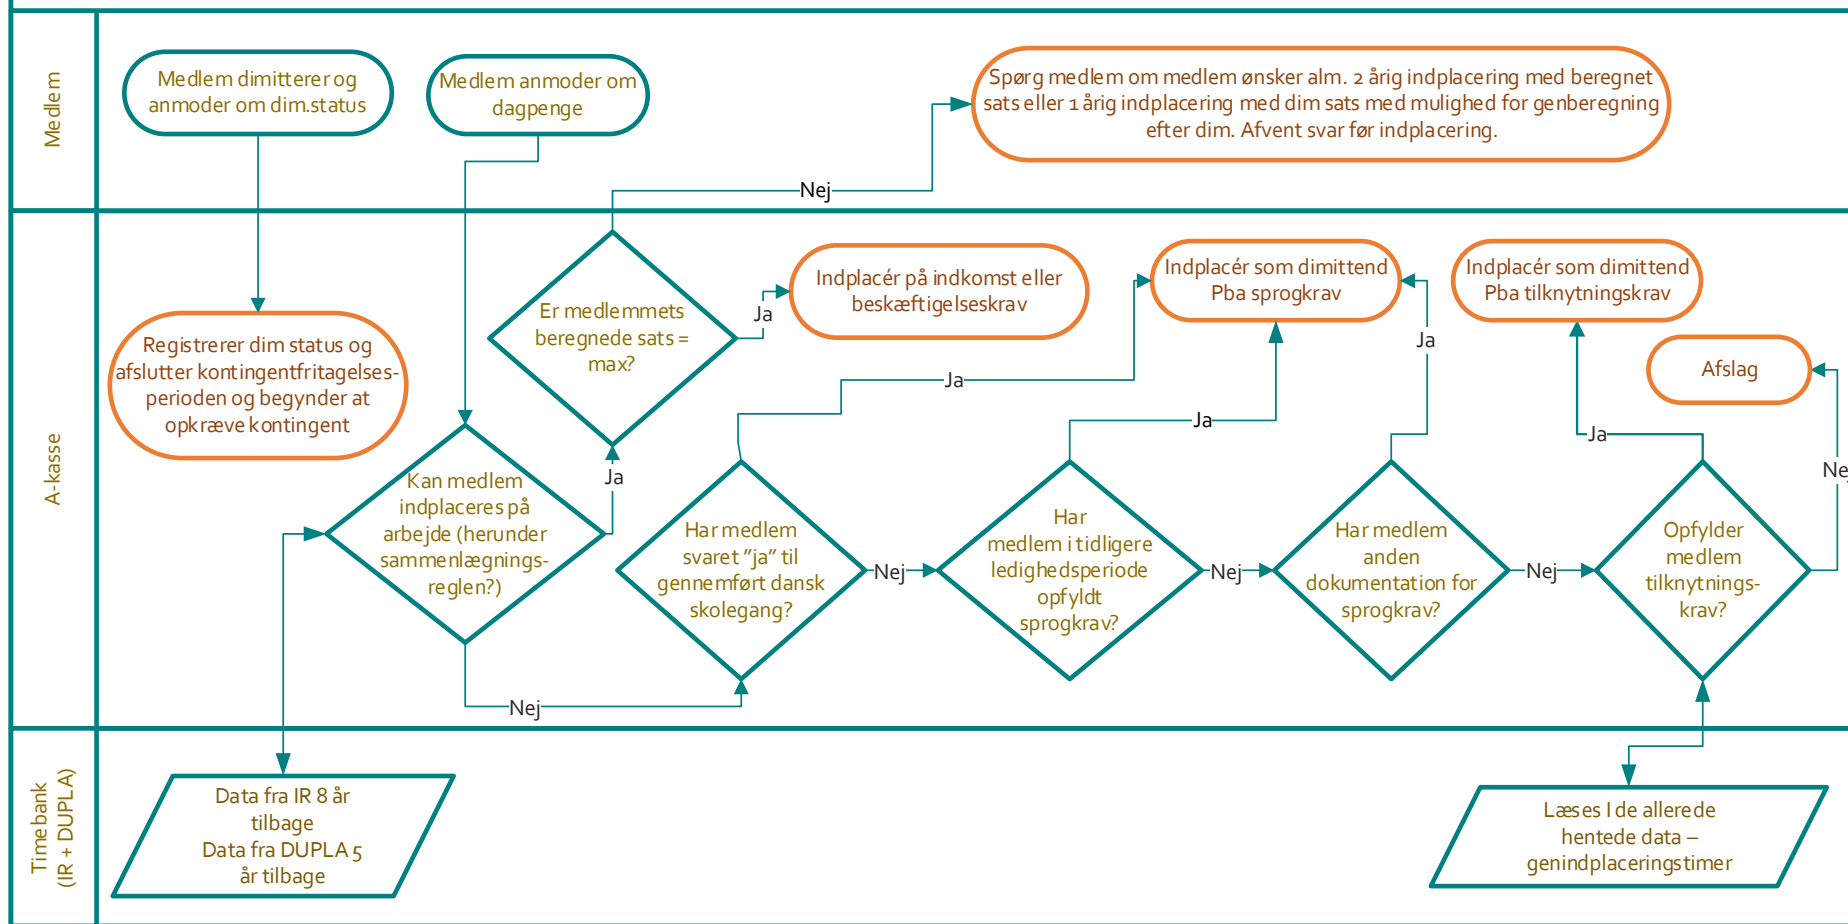 Medlem
Medlem dimitterer og
anmoder om dim.status
Medlem anmoder om
dagpenge
Spørg medlem om medlem ønsker alm. 2 årig indplacering med beregnet
sats eller 1 årig indplacering med dim sats med mulighed for genberegning
efter dim. Afvent svar før indplacering.
Nej
A-kasse
Registrerer dim status og
afslutter kontingentfritagelses-
perioden og begynder at
opkræve kontingent
Er medlemmets
beregnede sats =
max?
Ja
Indplacér på indkomst eller
beskæftigelseskrav
Indplacér som dimittend
Pba sprogkrav
Indplacér som dimittend
Pba tilknytningskrav
Afslag
Kan medlem
indplaceres på
arbejde (herunder
sammenlægnings-
reglen?)
Ja
Nej
Har medlem
svaret "ja" til
gennemført dansk
skolegang?
Ja
Nej
Har
medlem i tidligere
ledighedsperiode
opfyldt
sprogkrav?
Ja
Nej
Har medlem
anden
dokumentation for
sprogkrav?
Ja
Nej
Opfylder
medlem
tilknytnings-
krav?
Ja
Nej
Timebank
(IR + DUPLA)
Data fra IR 8 år
tilbage
Data fra DUPLA 5
år tilbage
Læses I de allerede
hentede data –
genindplaceringstimer